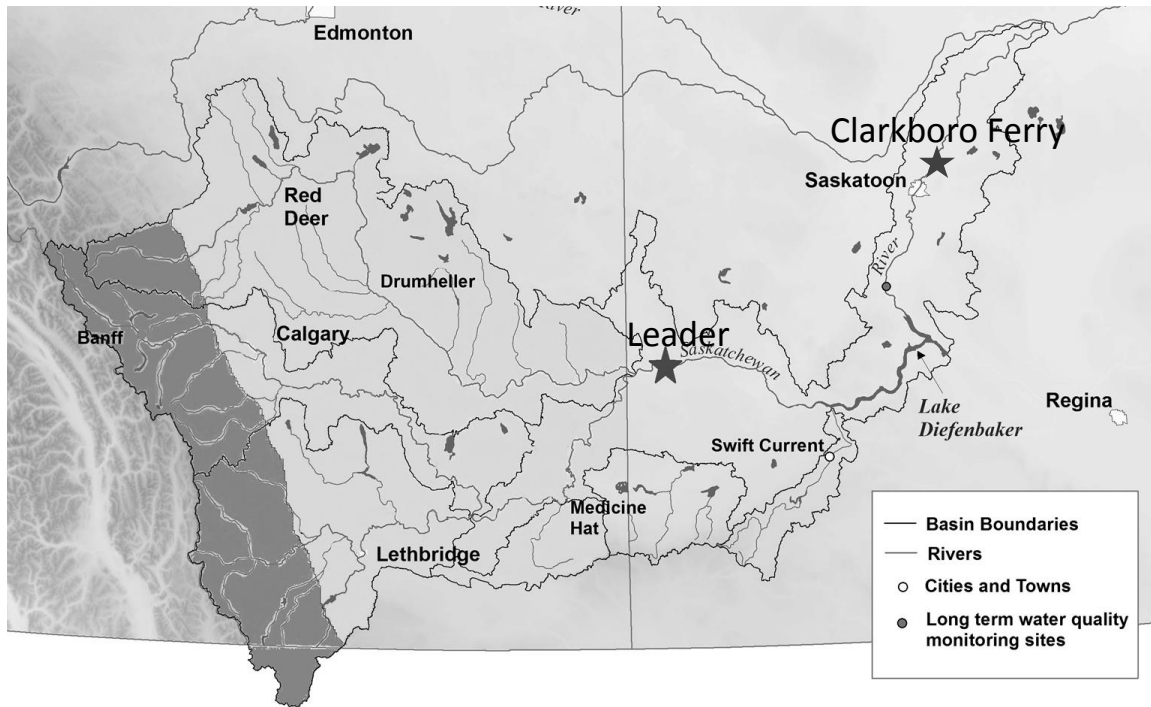 River
Edmonton
Clarkboro Ferry
Saskatoon
Red
Deer
River
Drumheller
Banff
Calgary
Leader
Saskatchewan
Lake
Diefenbaker
Regina
Swift Current
Medicine
Hat
Lethbridge
Basin Boundaries
Rivers
Cities and Towns
Long term water quality
monitoring sites